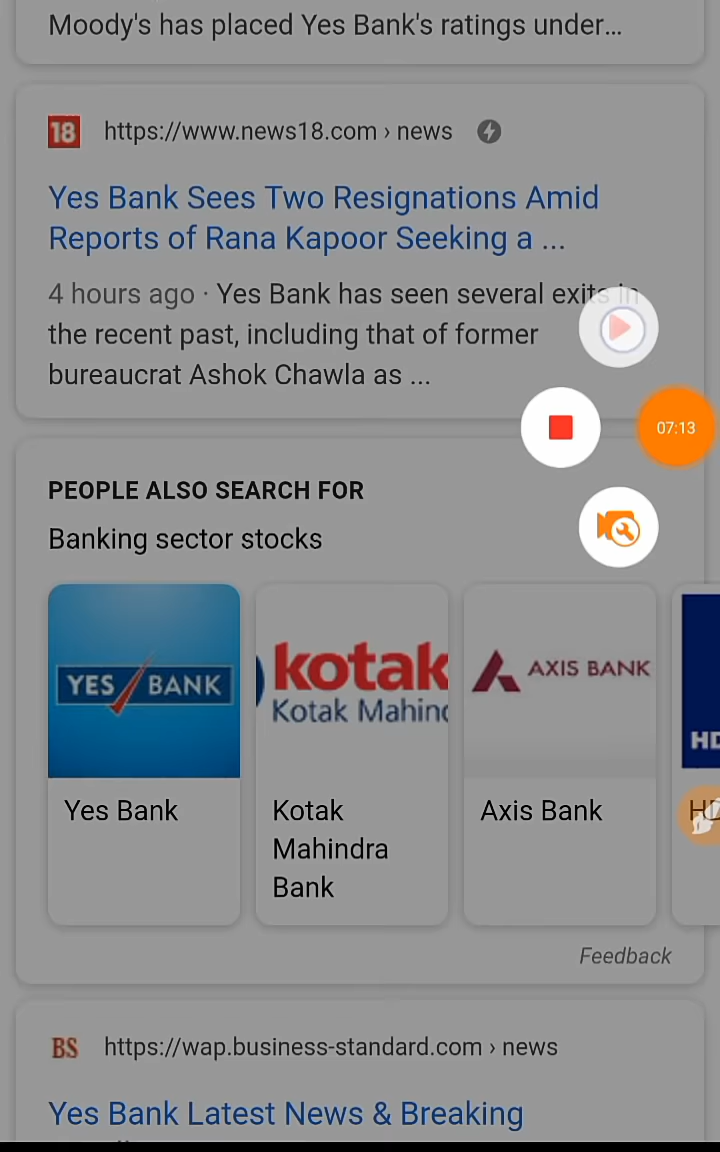 Moody's has placed Yes Bank's ratings under...
18 https://www.news18.com › news
Yes Bank Sees Two Resignations Amid
Reports of Rana Kapoor Seeking a ...
4 hours ago · Yes Bank has seen several exits in
the recent past, including that of former
bureaucrat Ashok Chawla as ...
07:13
PEOPLE ALSO SEARCH FOR
Banking sector stocks
YES BANK
kotak
Kotak Mahind
AXIS BANK
HD
Yes Bank
Kotak
Mahindra
Bank
Axis Bank
HD
Feedback
BS https://wap.business-standard.com › news
Yes Bank Latest News & Breaking